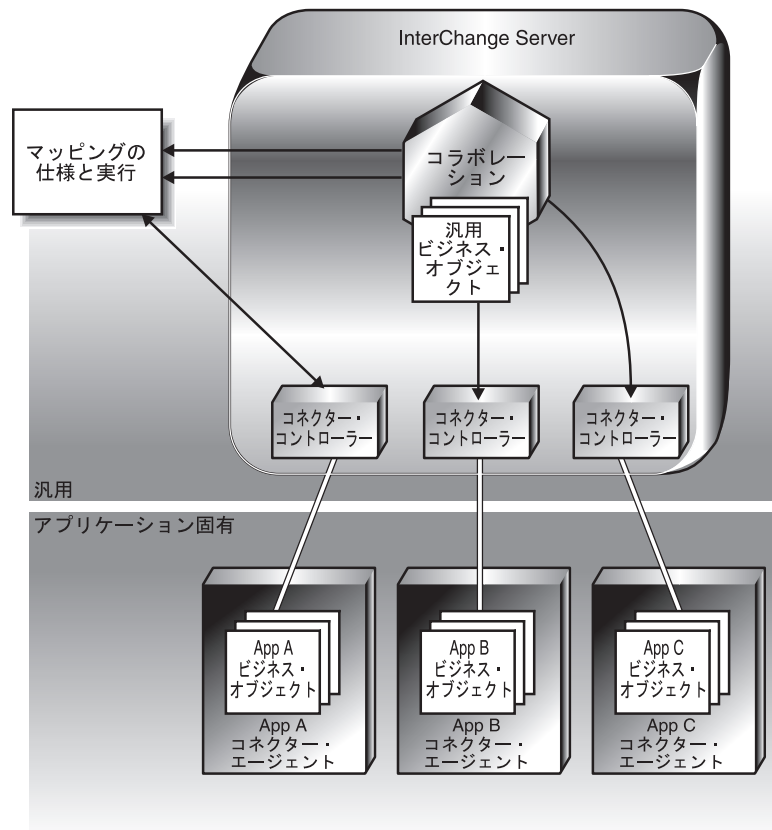 InterChange Server
マッピングの
仕様と実行
コラボレー
ション
汎用
ビジネス・
オブジェ
クト
コネクター・
コントローラー
コネクター・
コントローラー
コネクター・
コントローラー
汎用
アプリケーション固有
App A
ビジネス・
オブジェクト
App A
コネクター・
エージェント
App B
ビジネス・
オブジェクト
App B
コネクター・
エージェント
App C
ビジネス・
オブジェクト
App C
コネクター・
エージェント